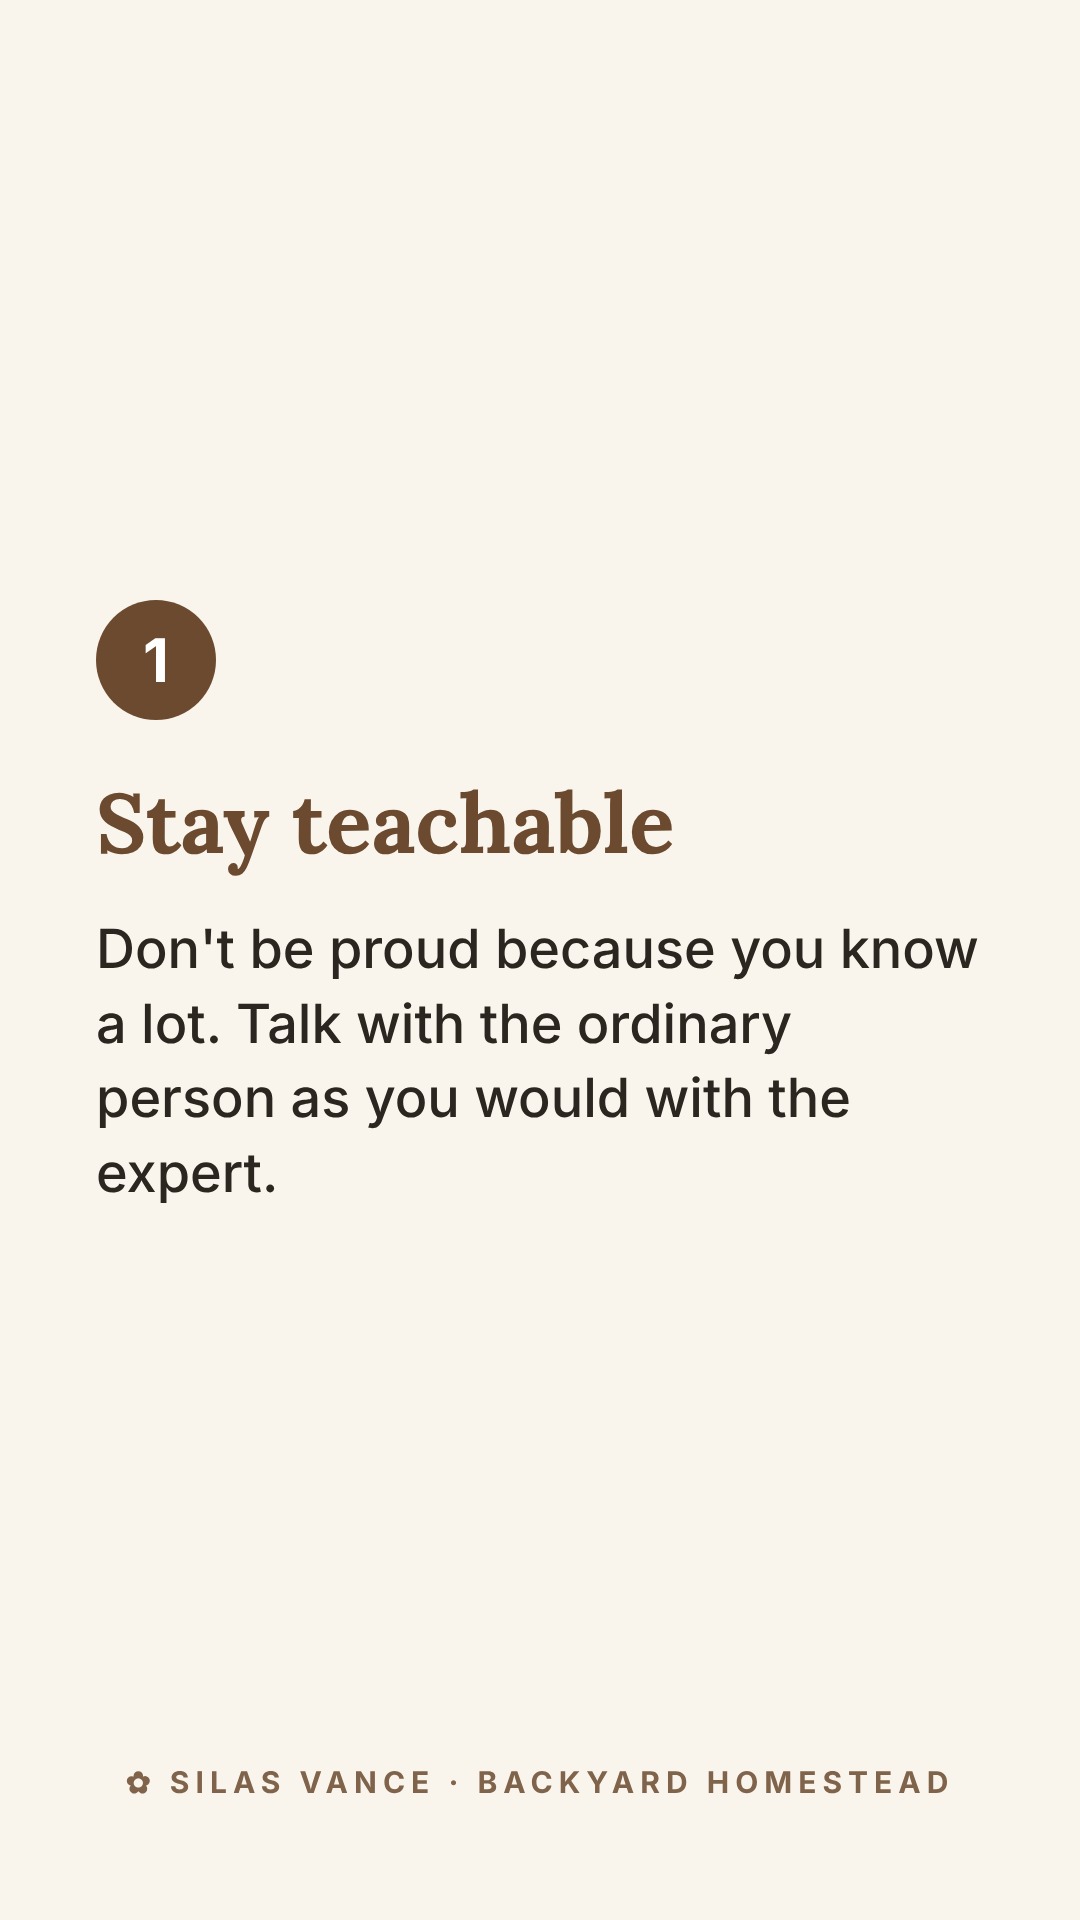 1
Stay teachable
Don't be proud because you know
a lot. Talk with the ordinary
person as you would with the
expert.
✿ SILAS VANCE · BACKYARD HOMESTEAD